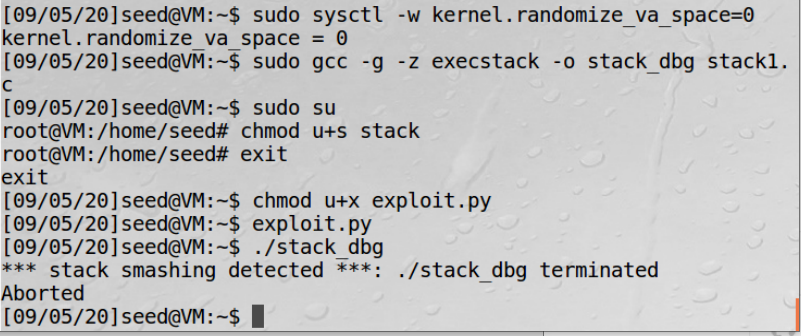 [09/05/20]seed@VM:~$ sudo sysctl -w kernel.randomize_va_space=0
kernel.randomize_va_space = 0
[09/05/20]seed@VM:~$ sudo gcc -g -z execstack -o stack_dbg stack1.
c
[09/05/20]seed@VM:~$ sudo su
root@VM:/home/seed# chmod u+s stack
root@VM:/home/seed# exit
exit
[09/05/20]seed@VM:~$ chmod u+x exploit.py
[09/05/20]seed@VM:~$ exploit.py
[09/05/20]seed@VM:~$ ./stack_dbg
*** stack smashing detected ***: ./stack_dbg terminated
Aborted
[09/05/20]seed@VM:~$